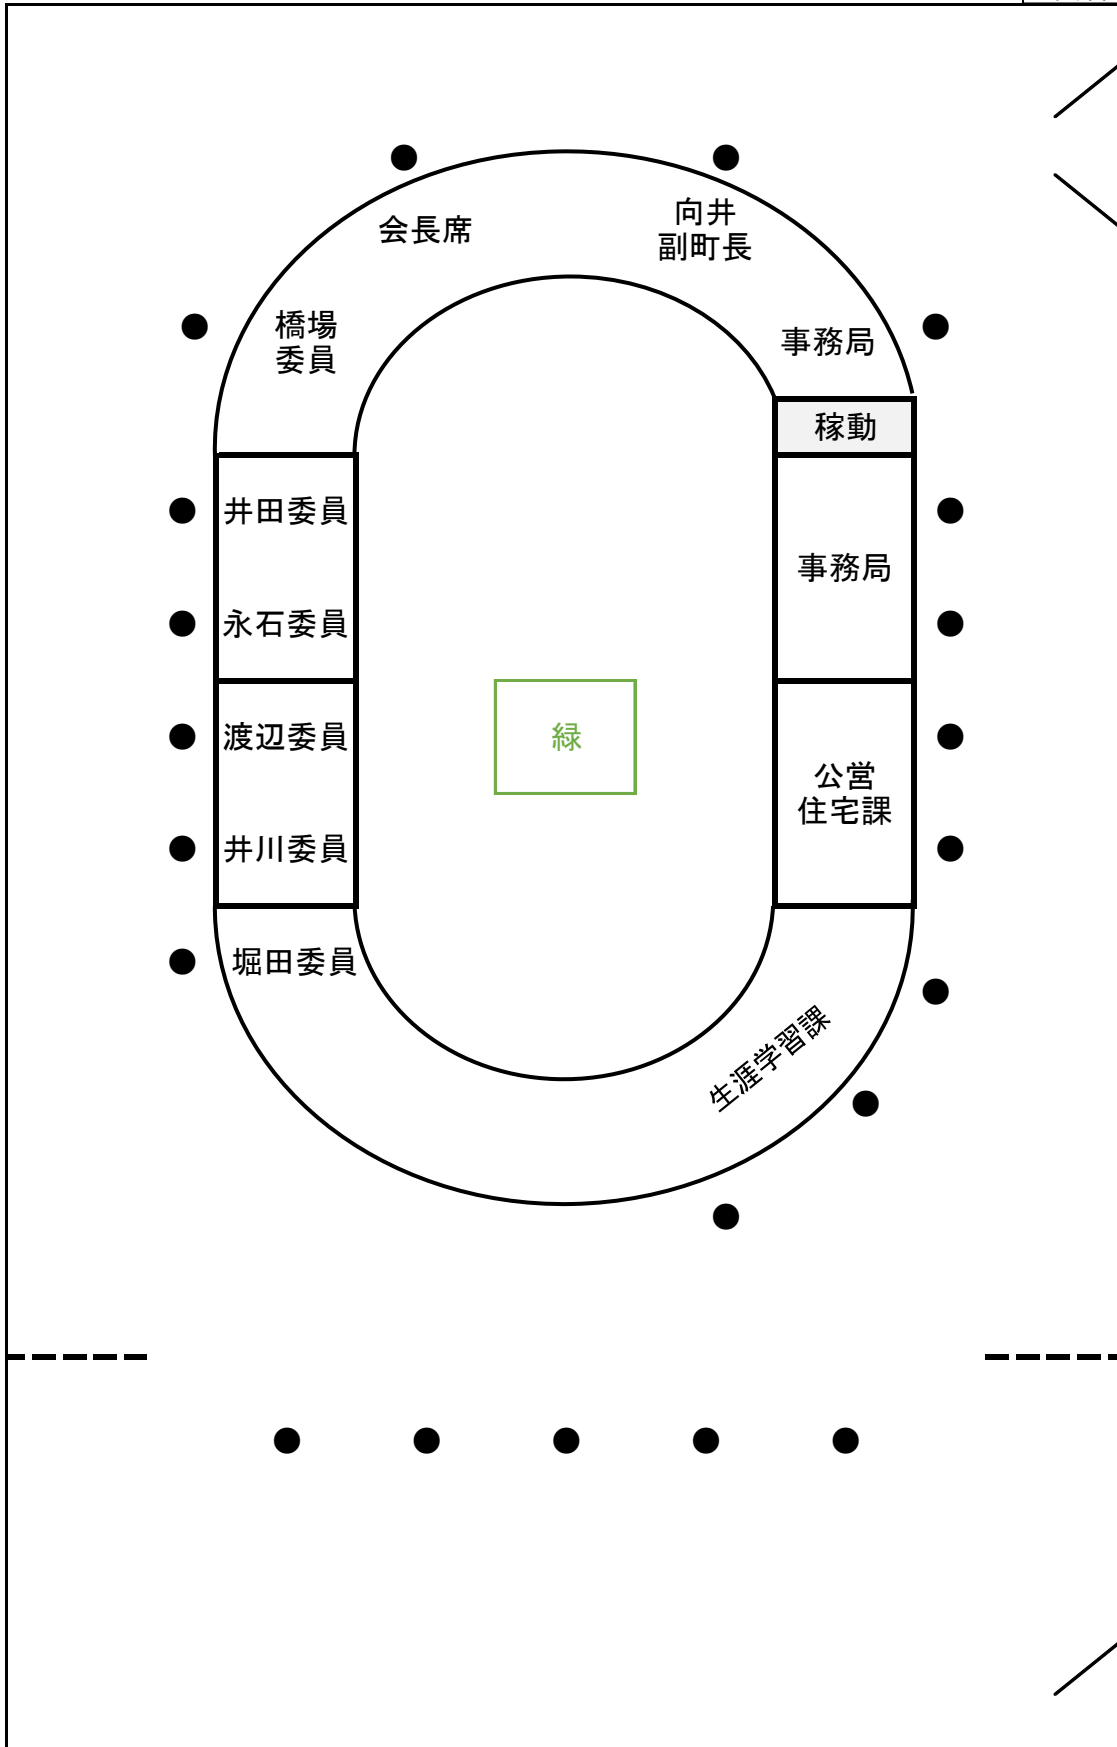 会長席
向井
副町長
橋場
委員
事務局
稼動
井田委員
事務局
永石委員
渡辺委員
緑
公営
住宅課
井川委員
堀田委員
生涯学習課